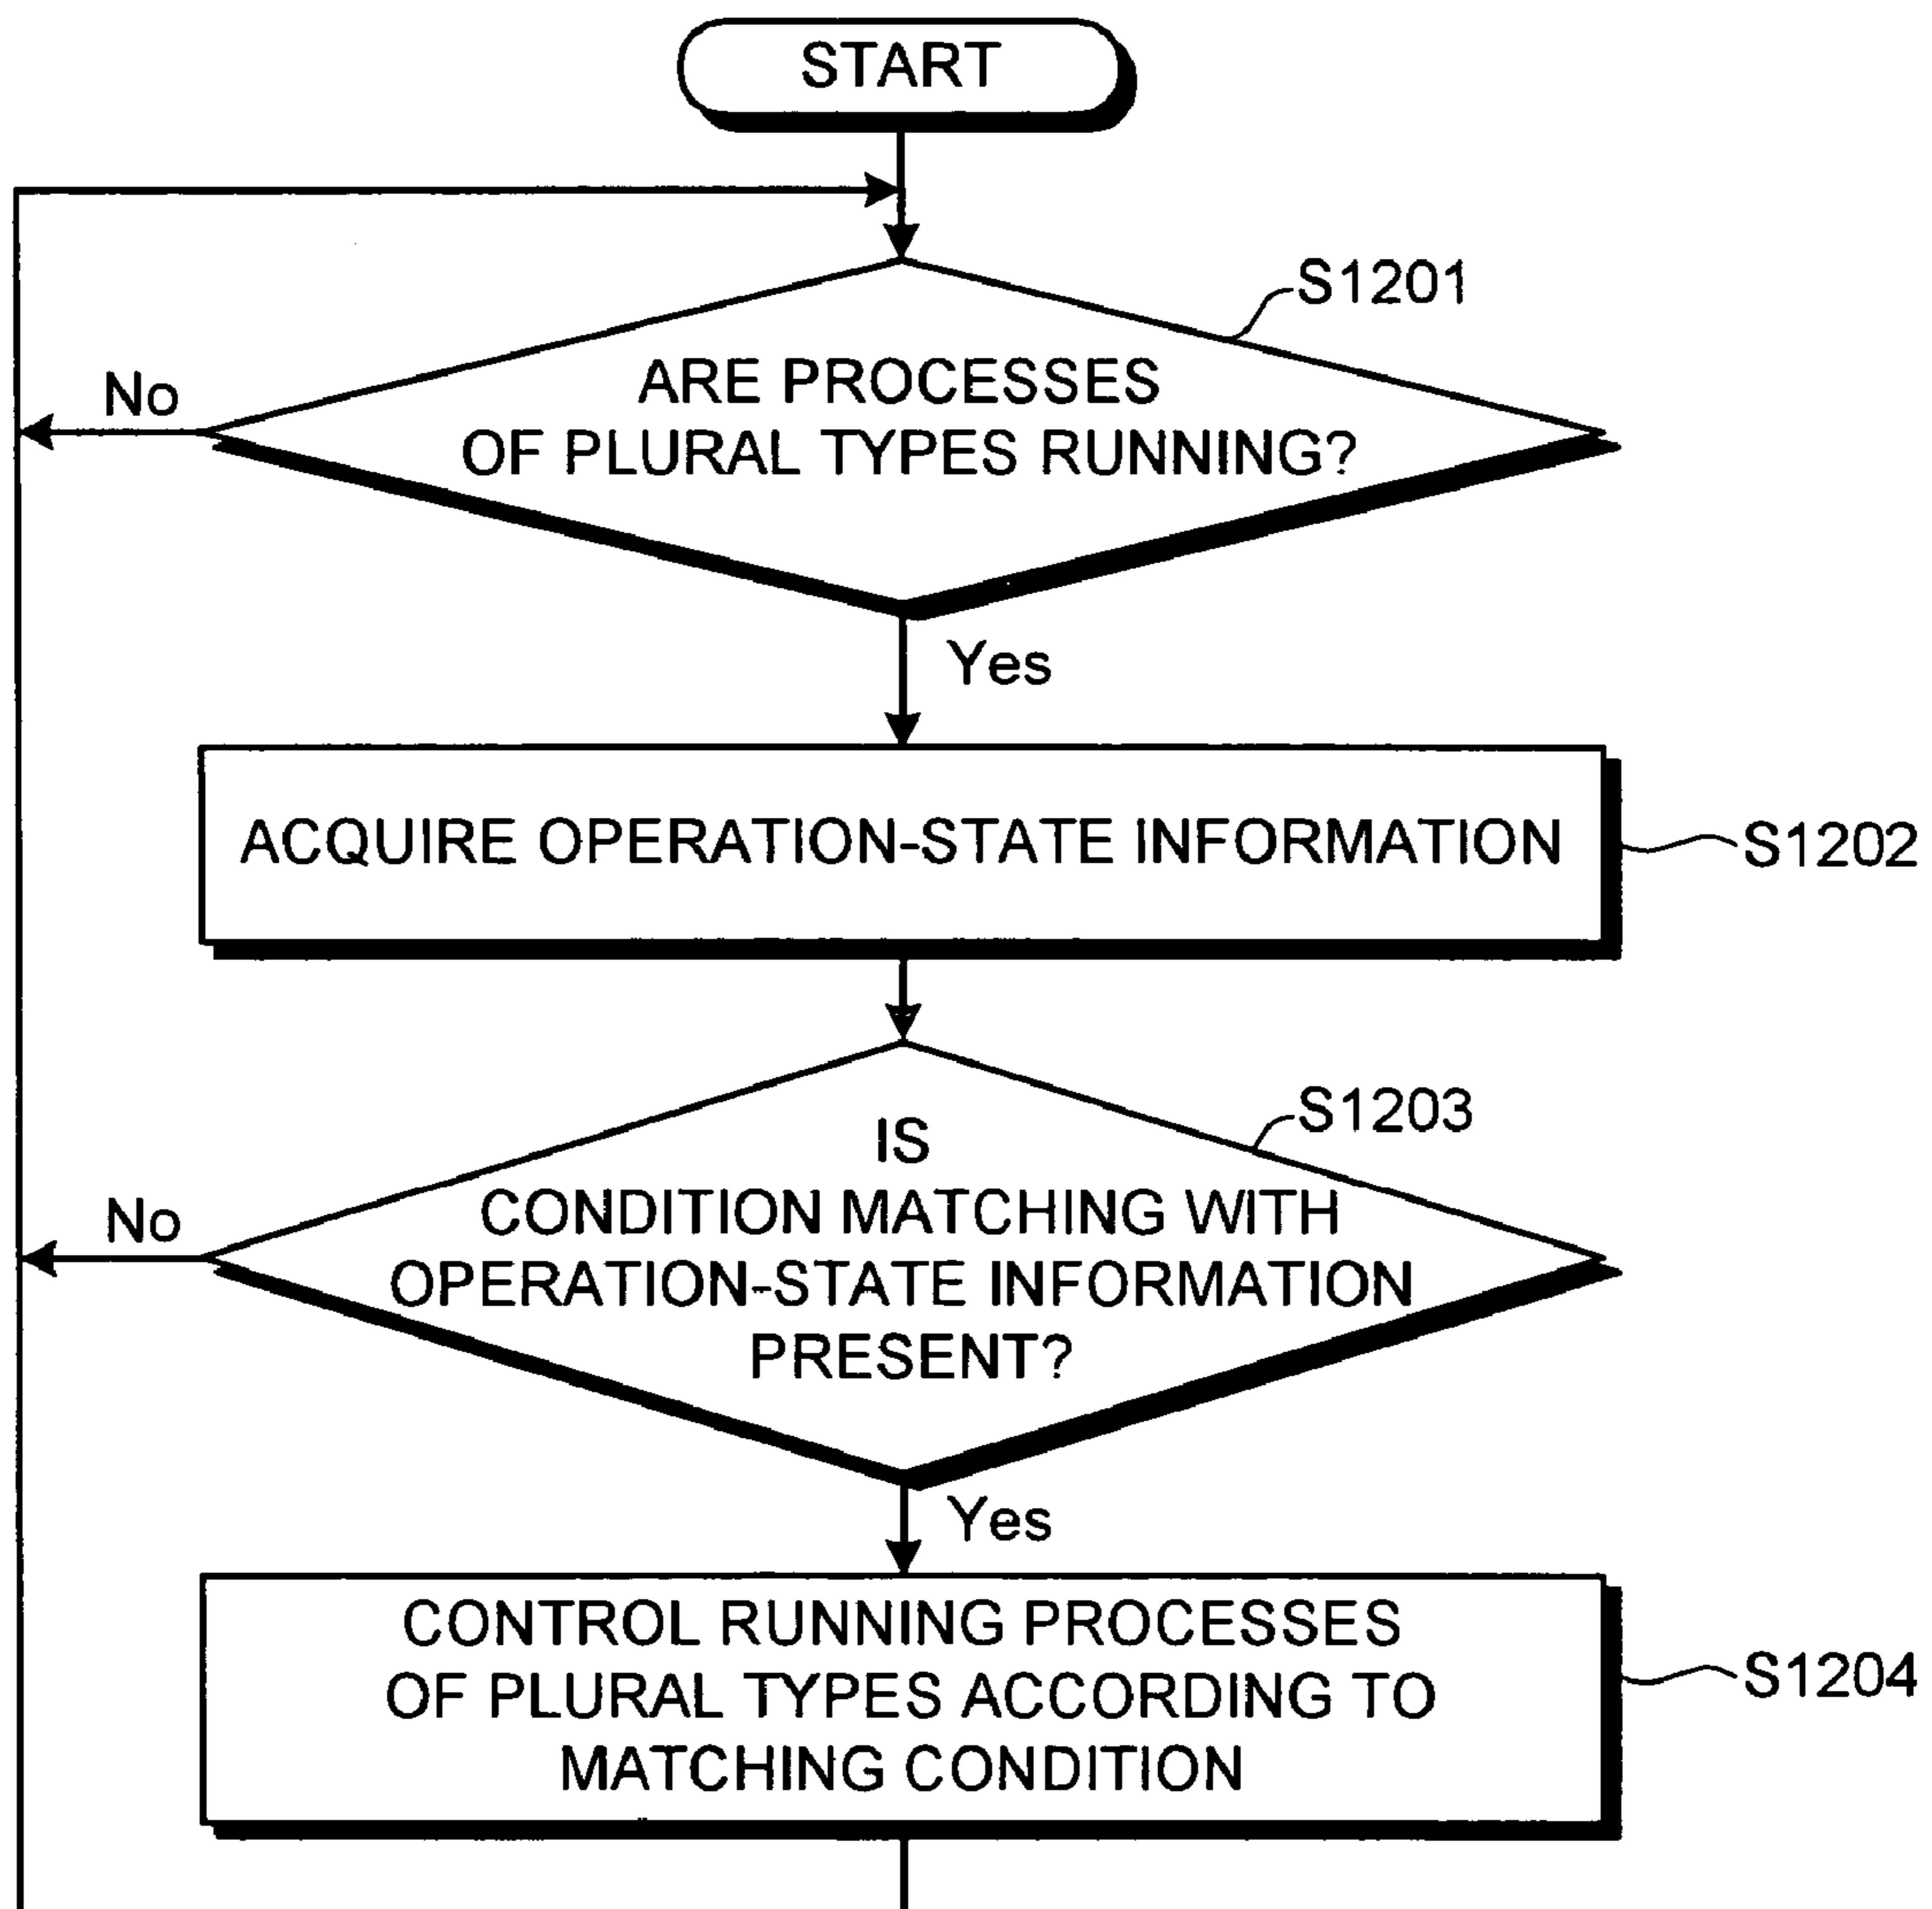 START
S1201
ARE PROCESSES
OF PLURAL TYPES RUNNING?
No
Yes
ACQUIRE OPERATION-STATE INFORMATION
S1202
S1203
IS
CONDITION MATCHING WITH
OPERATION-STATE INFORMATION
PRESENT?
No
Yes
CONTROL RUNNING PROCESSES
OF PLURAL TYPES ACCORDING TO
MATCHING CONDITION
S1204